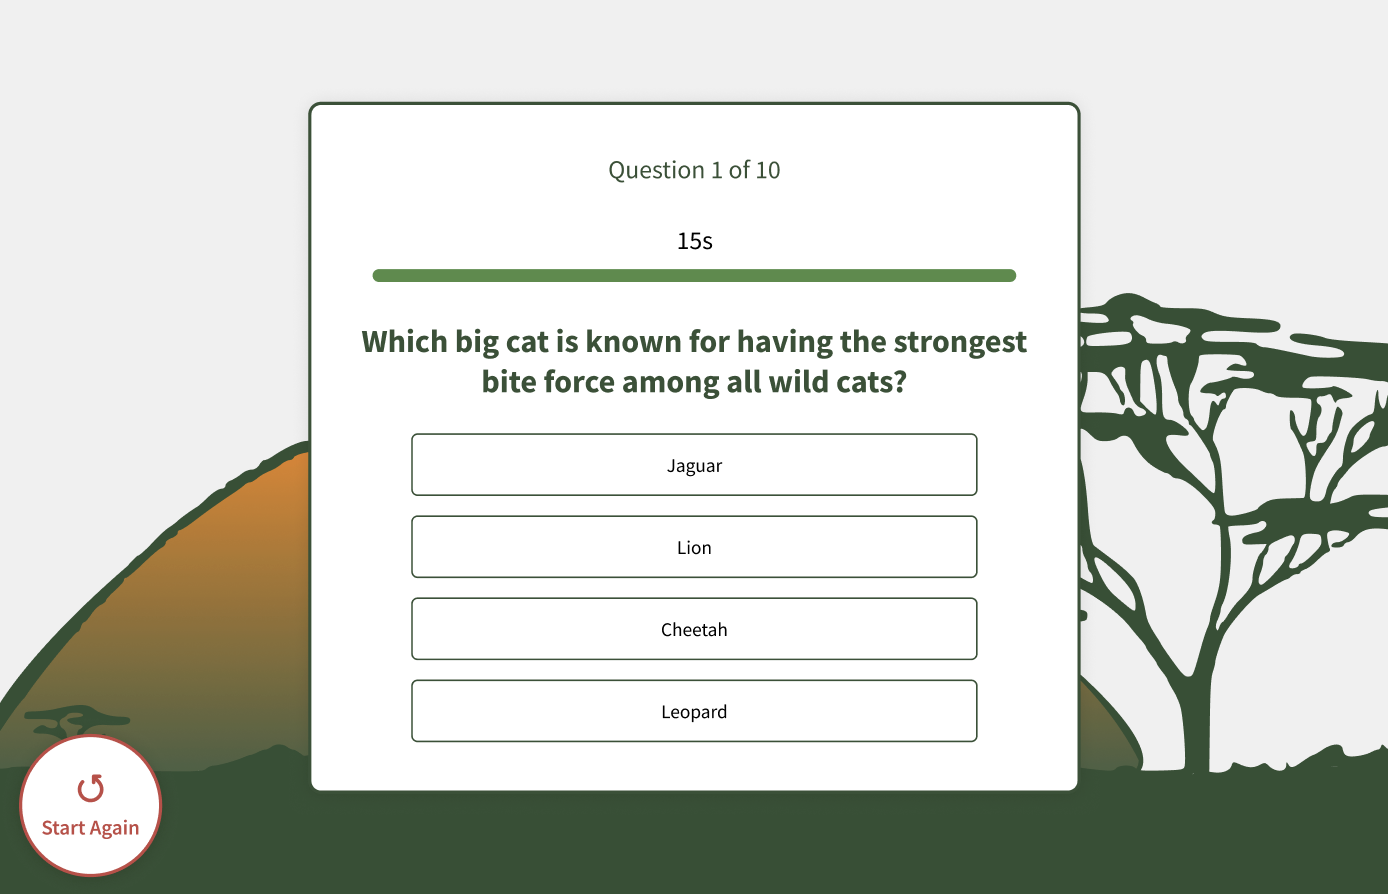 Question 1 of 10
15s
Which big cat is known for having the strongest
bite force among all wild cats?
Jaguar
Lion
Cheetah
Leopard
Start Again